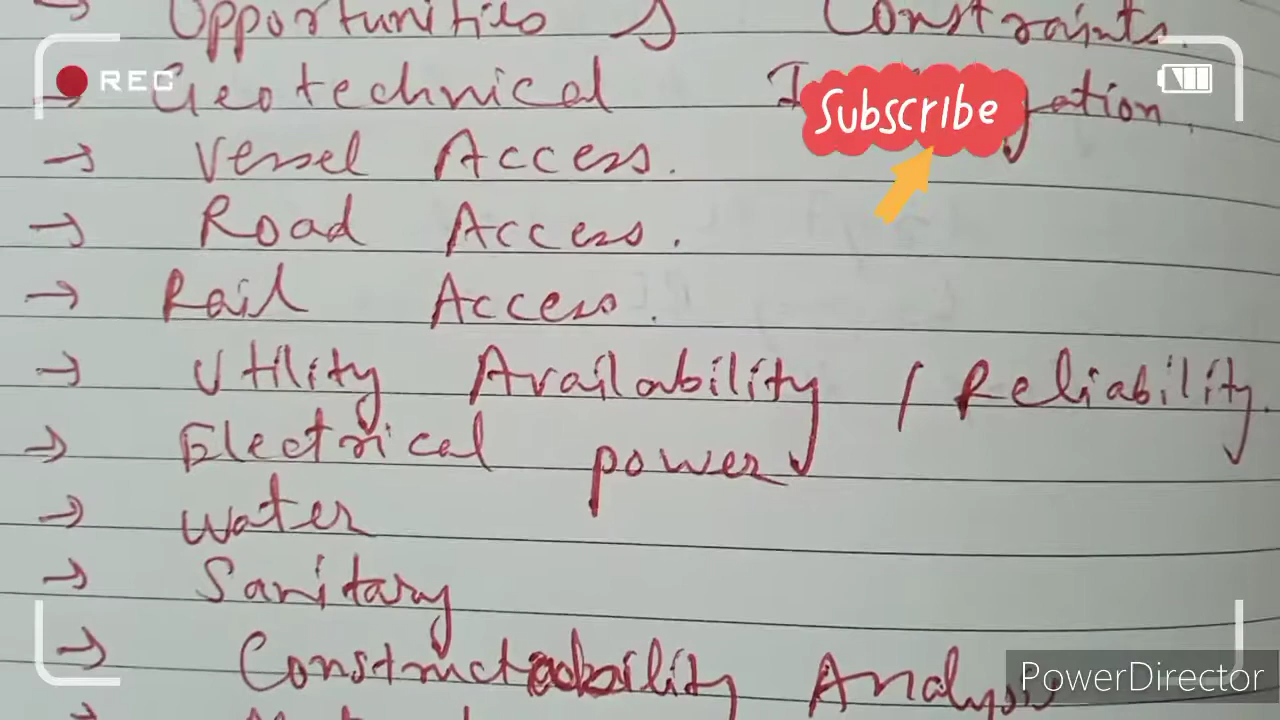 → Opportunities & Constraints.
REC
→ Geotechnical
Subscribe
→ Vessel Access.
→ Road Access.
→ Rail Access.
→ Utility Availability / Reliability.
→ Electrical power
→ Water
→ Sanitary
→ Constructability Analysis
PowerDirector